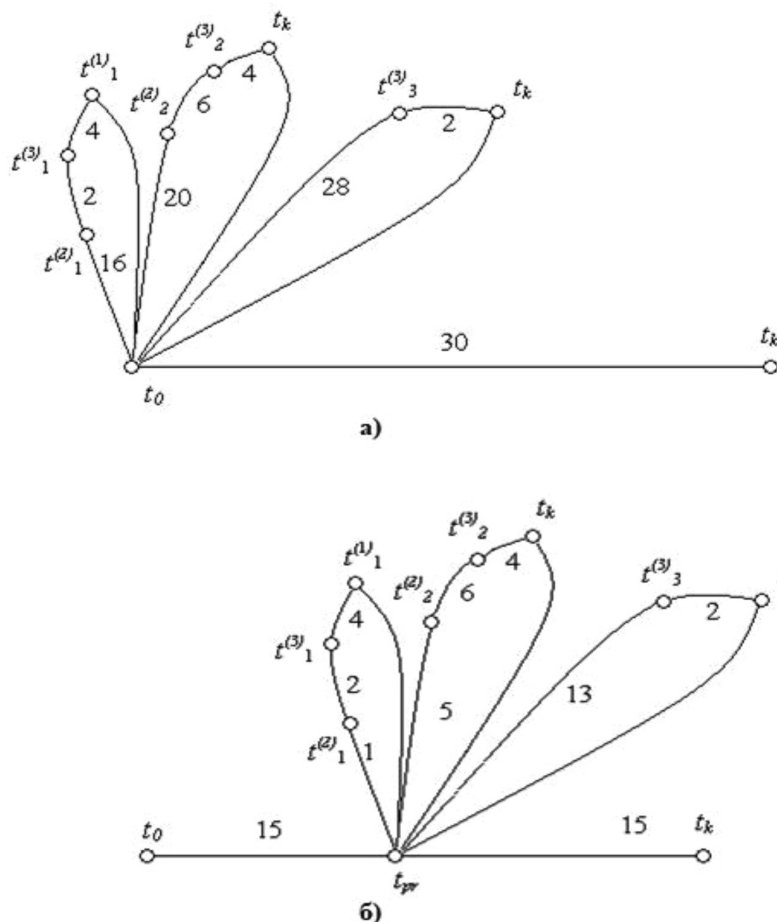 t^(3)_2
t_k
t^(1)_1
t^(2)_2
4
6
4
t^(3)_3
t_k
2
t^(3)_1
2
20
28
t^(2)_1
16
30
t_k
t_0
а)
t^(3)_2
t_k
t^(1)_1
t^(2)_2
4
6
4
t^(3)_3
2
t^(3)_1
2
5
13
t^(2)_1
1
t_0
15
15
t_k
t_pr
б)